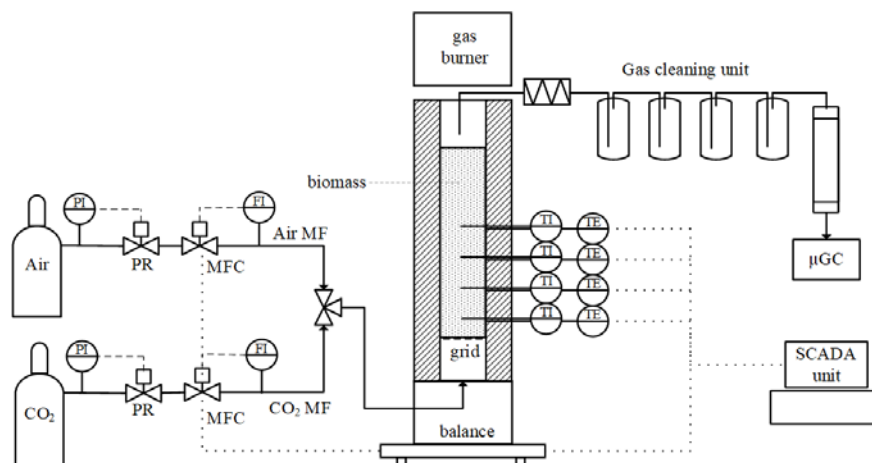 gas
burner
Gas cleaning unit
biomass
PI
FI
Air MF
TI
TE
Air
PR
MFC
TI
TE
µGC
TI
TE
TI
TE
grid
PI
FI
SCADA
unit
CO₂
PR
MFC
CO₂ MF
balance